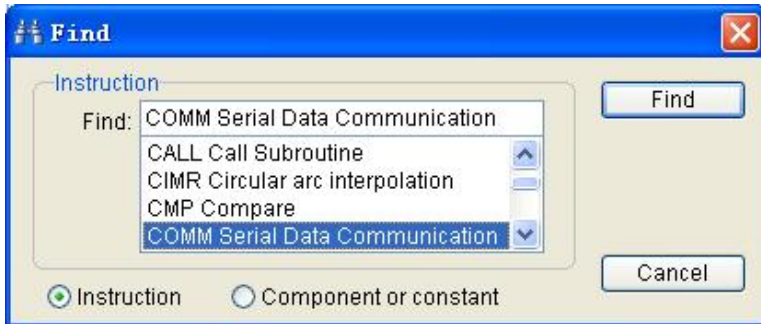 Find
Instruction
Find: COMM Serial Data Communication
Find
CALL Call Subroutine
CIMR Circular arc interpolation
CMP Compare
COMM Serial Data Communication
Cancel
Instruction
Component or constant